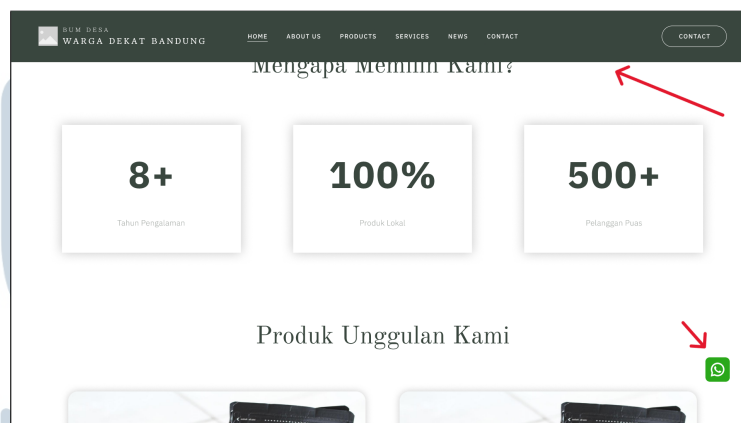 BUM DESA
WARGA DEKAT BANDUNG
HOME ABOUT US PRODUCTS SERVICES NEWS CONTACT
CONTACT
Mengapa Memilih Kami?
8+
Tahun Pengalaman
100%
Produk Lokal
500+
Pelanggan Puas
Produk Unggulan Kami